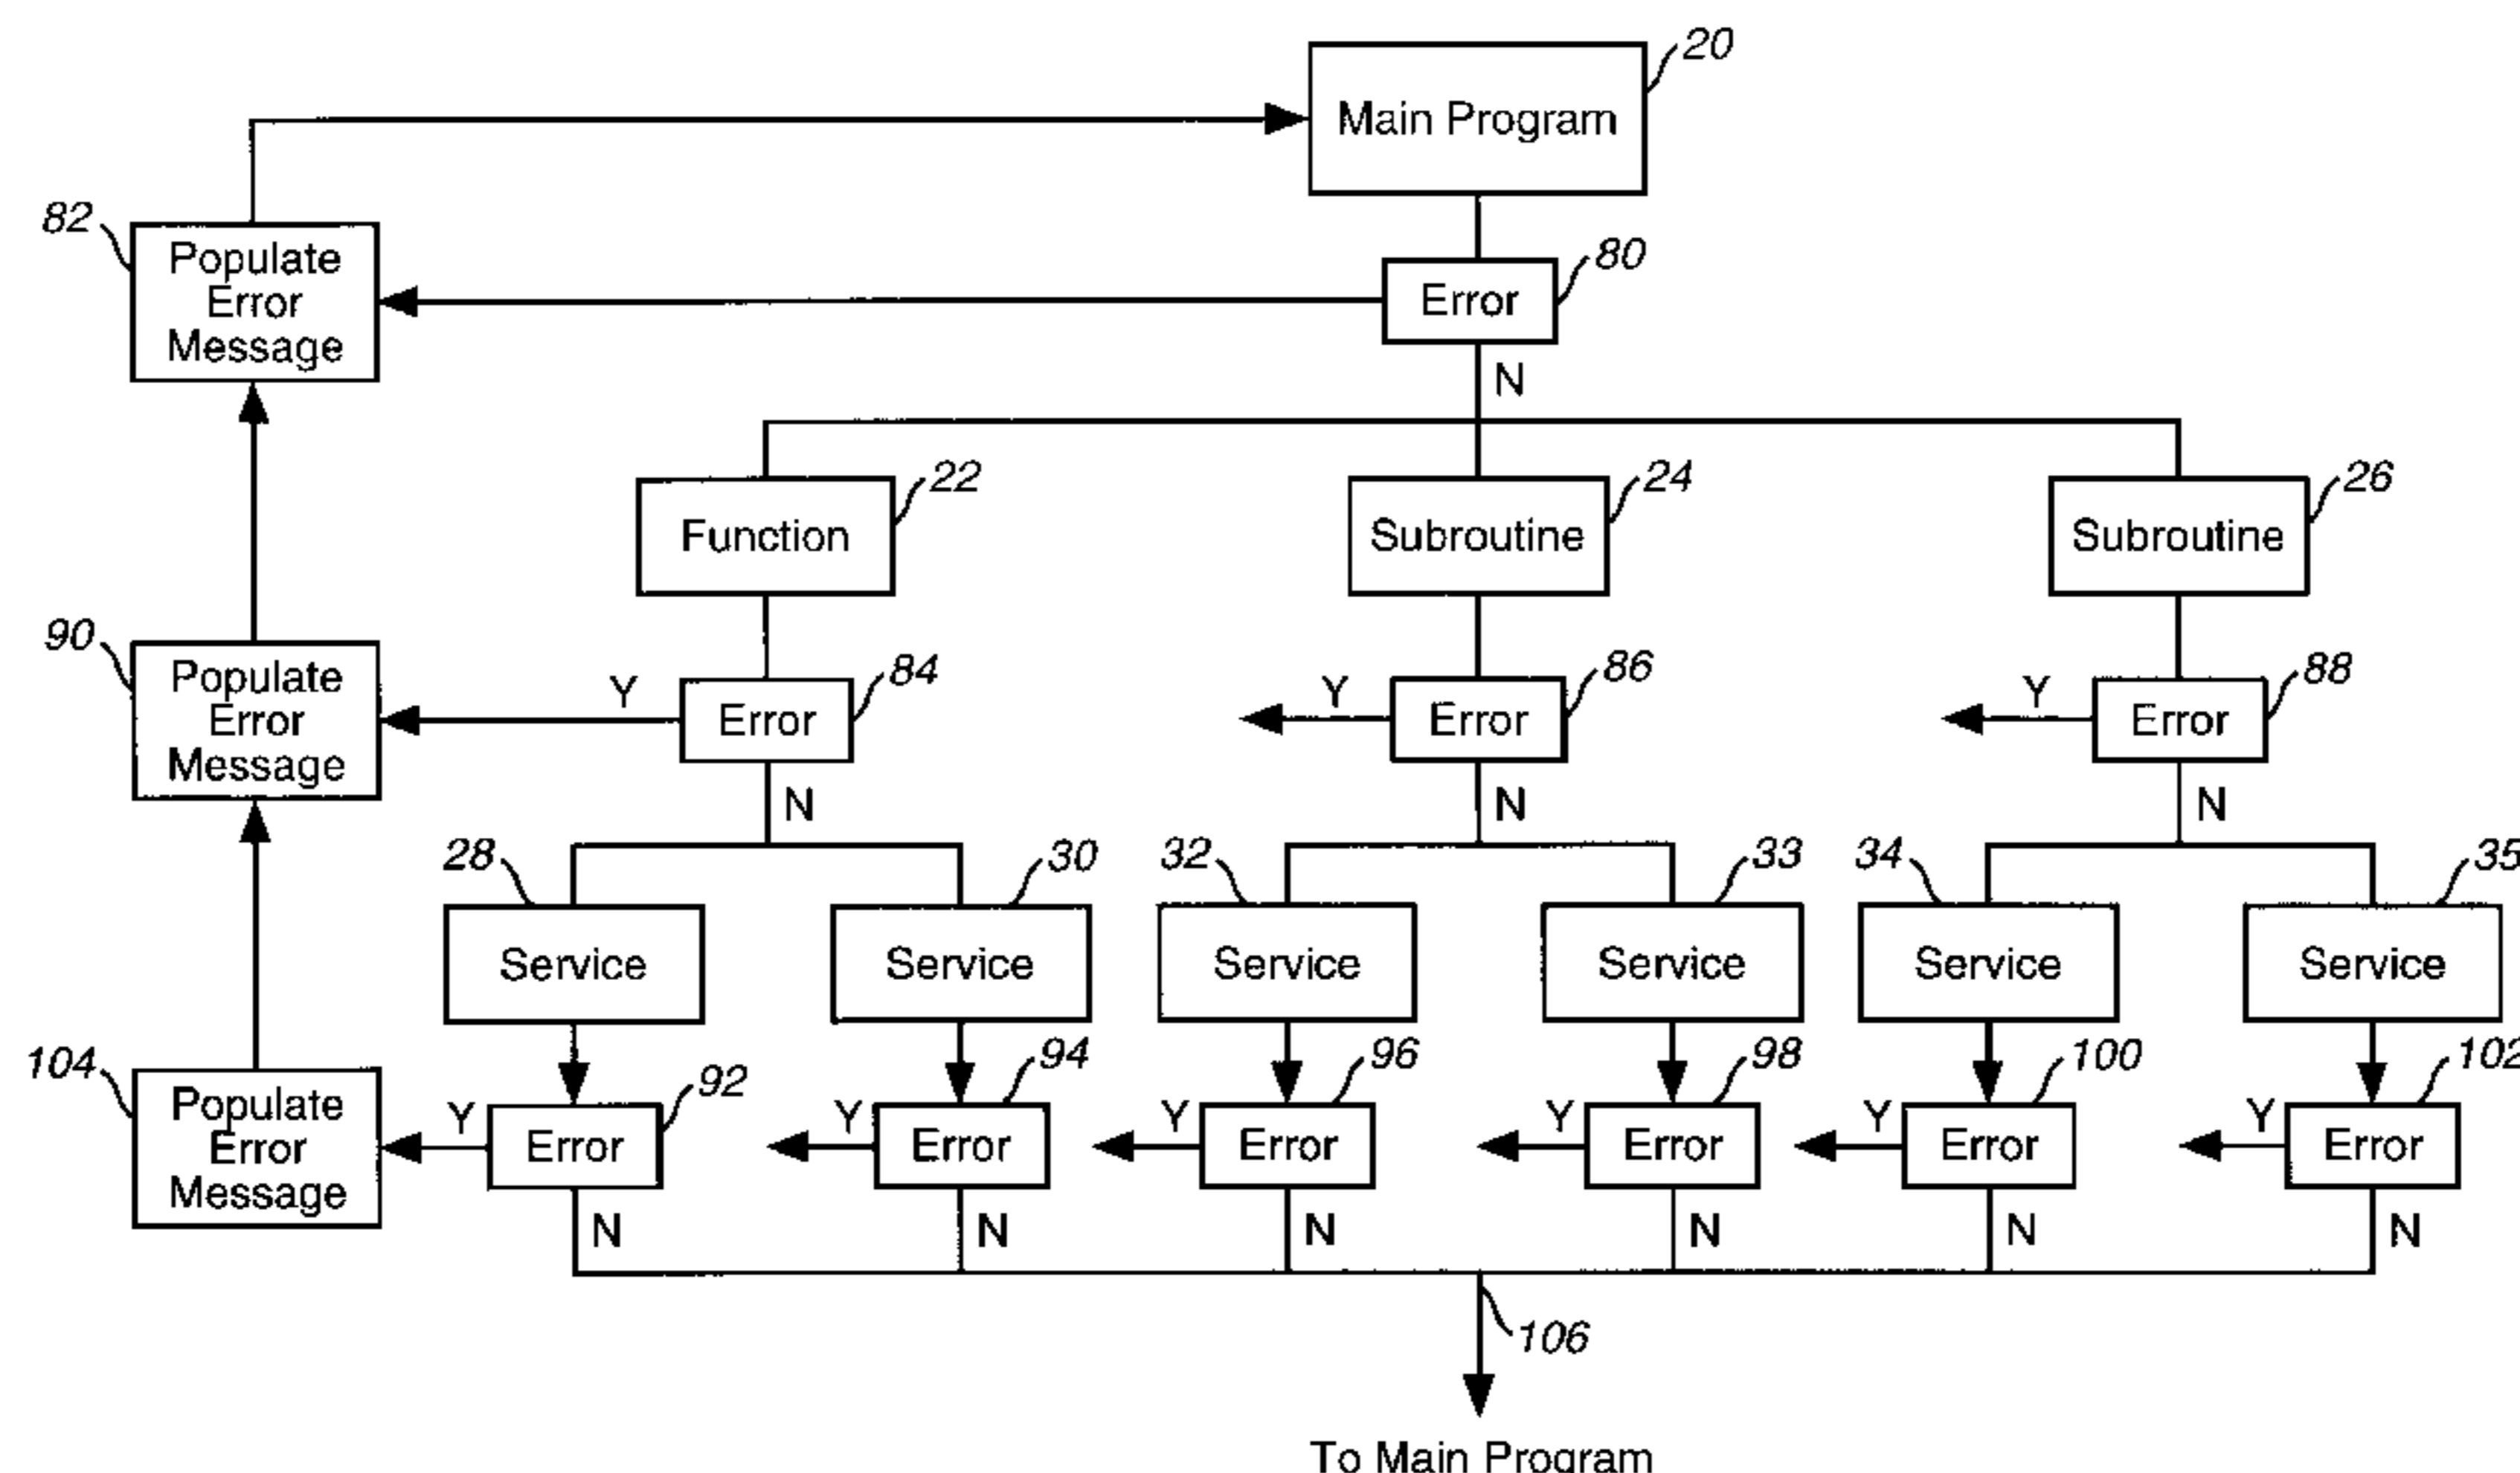 20
Main Program
82
Populate
Error
Message
80
Error
N
22
Function
24
Subroutine
26
Subroutine
90
Populate
Error
Message
Y
84
Error
N
Y
86
Error
N
Y
88
Error
N
28
Service
30
Service
32
Service
33
Service
34
Service
35
Service
104
Populate
Error
Message
Y
92
Error
N
Y
94
Error
N
Y
96
Error
N
Y
98
Error
N
Y
100
Error
N
Y
102
Error
N
106
To Main Program